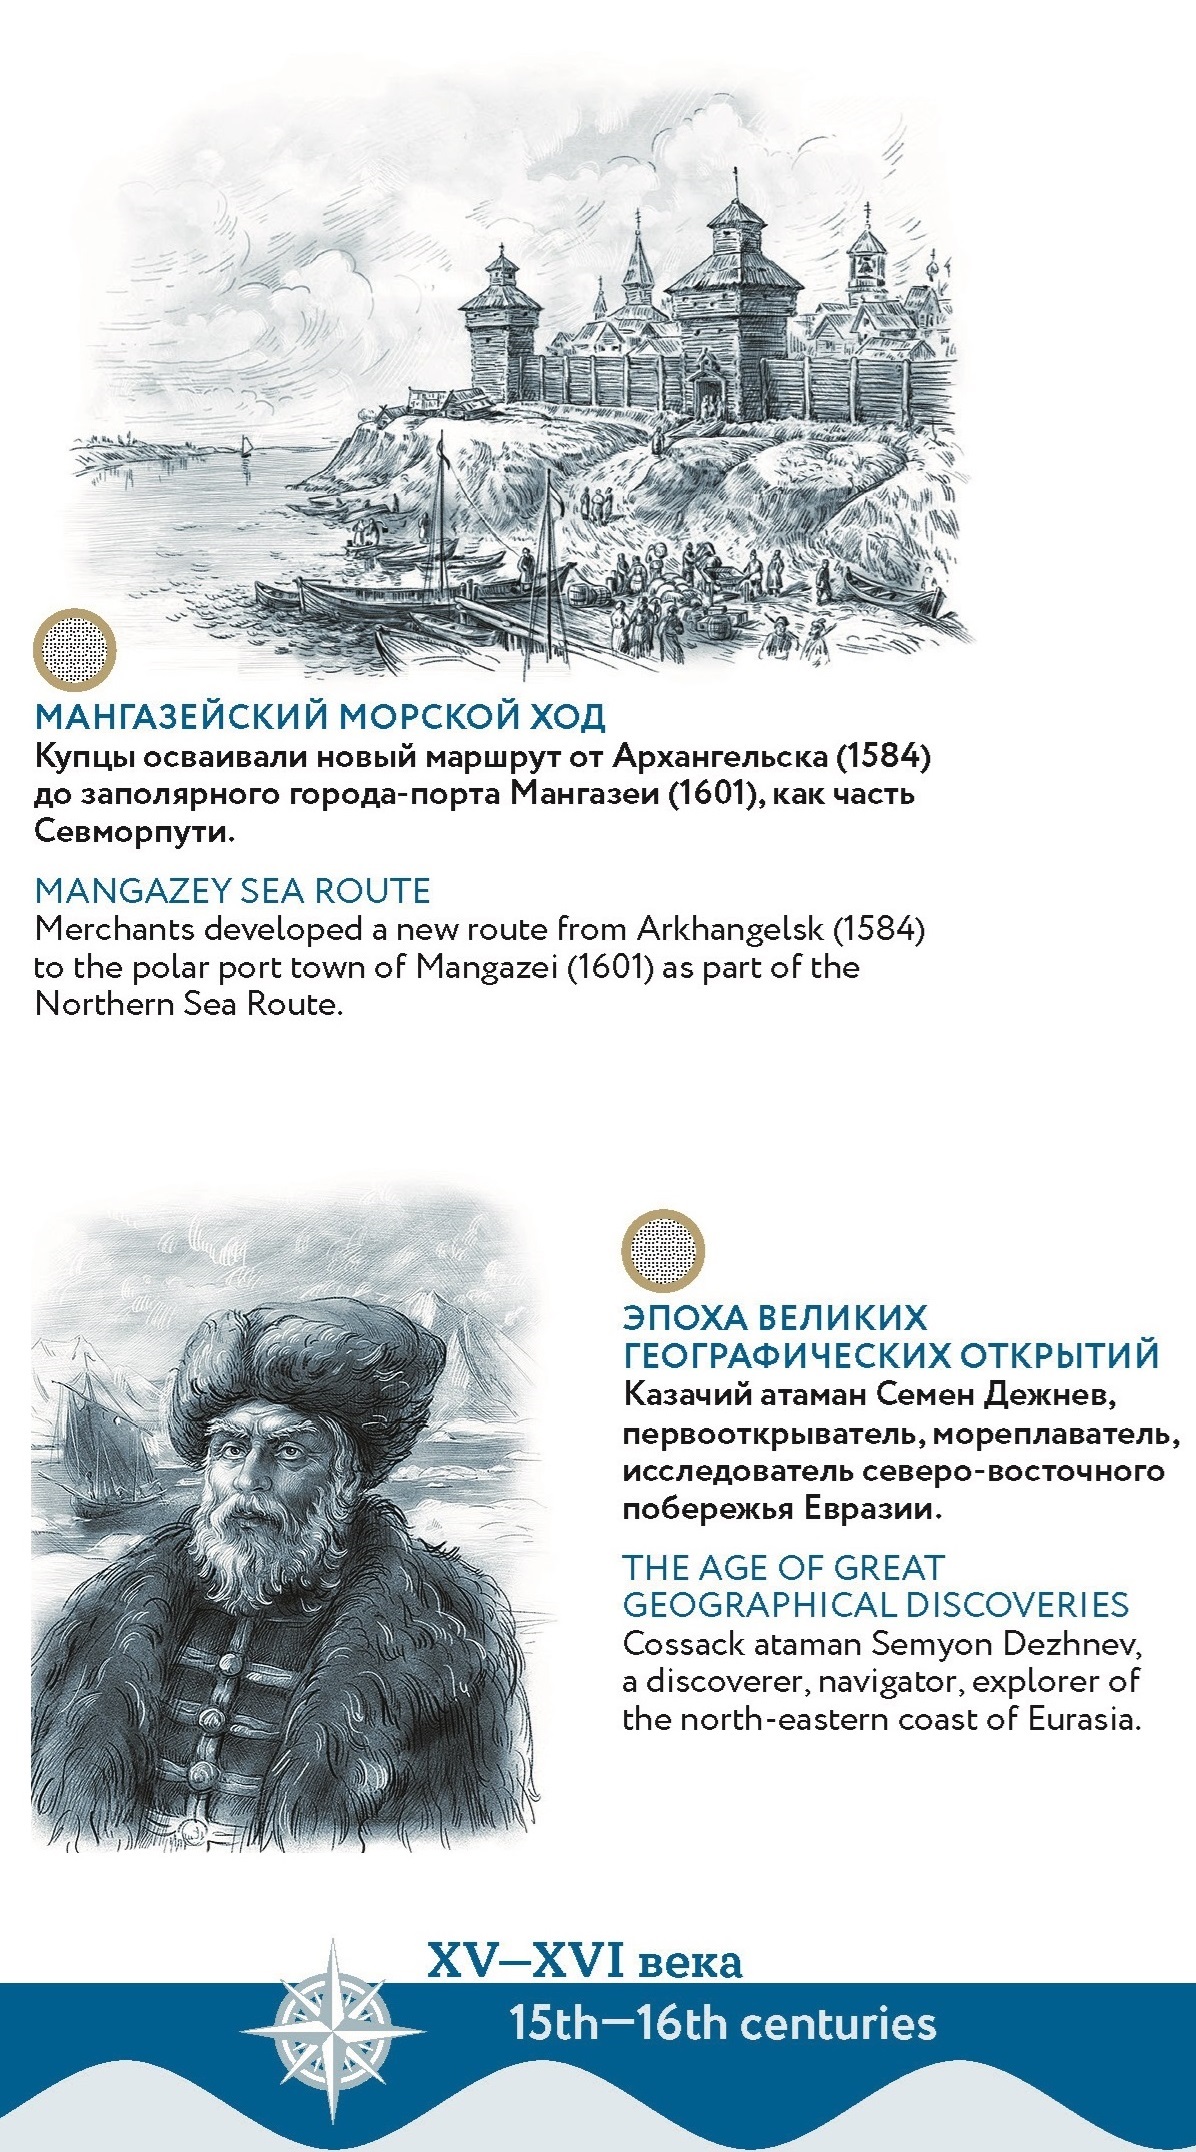 МАНГАЗЕЙСКИЙ МОРСКОЙ ХОД
Купцы осваивали новый маршрут от Архангельска (1584)
до заполярного города-порта Мангазеи (1601), как часть
Севморпути.
MANGAZEY SEA ROUTE
Merchants developed a new route from Arkhangelsk (1584)
to the polar port town of Mangazei (1601) as part of the
Northern Sea Route.
ЭПОХА ВЕЛИКИХ
ГЕОГРАФИЧЕСКИХ ОТКРЫТИЙ
Казачий атаман Семен Дежнев,
первооткрыватель, мореплаватель,
исследователь северо-восточного
побережья Евразии.
THE AGE OF GREAT
GEOGRAPHICAL DISCOVERIES
Cossack ataman Semyon Dezhnev,
a discoverer, navigator, explorer of
the north-eastern coast of Eurasia.
XV–XVI века
15th–16th centuries